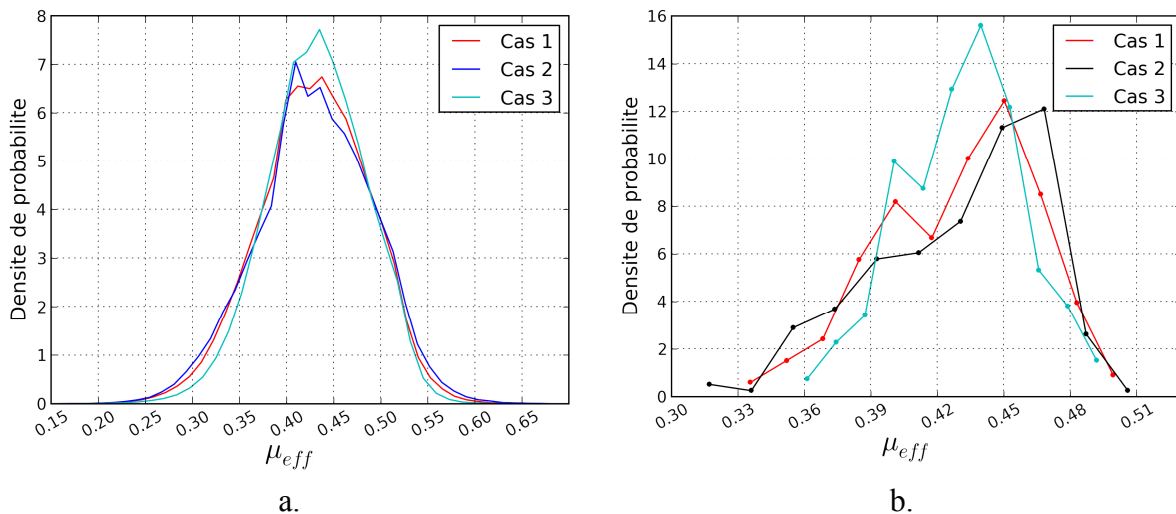 8
7
6
5
4
3
2
1
0
Densite de probabilite
0.15 0.20 0.25 0.30 0.35 0.40 0.45 0.50 0.55 0.60 0.65
μeff
Cas 1
Cas 2
Cas 3
a.
16
14
12
10
8
6
4
2
0
Densite de probabilite
0.30 0.33 0.36 0.39 0.42 0.45 0.48 0.51
μeff
Cas 1
Cas 2
Cas 3
b.